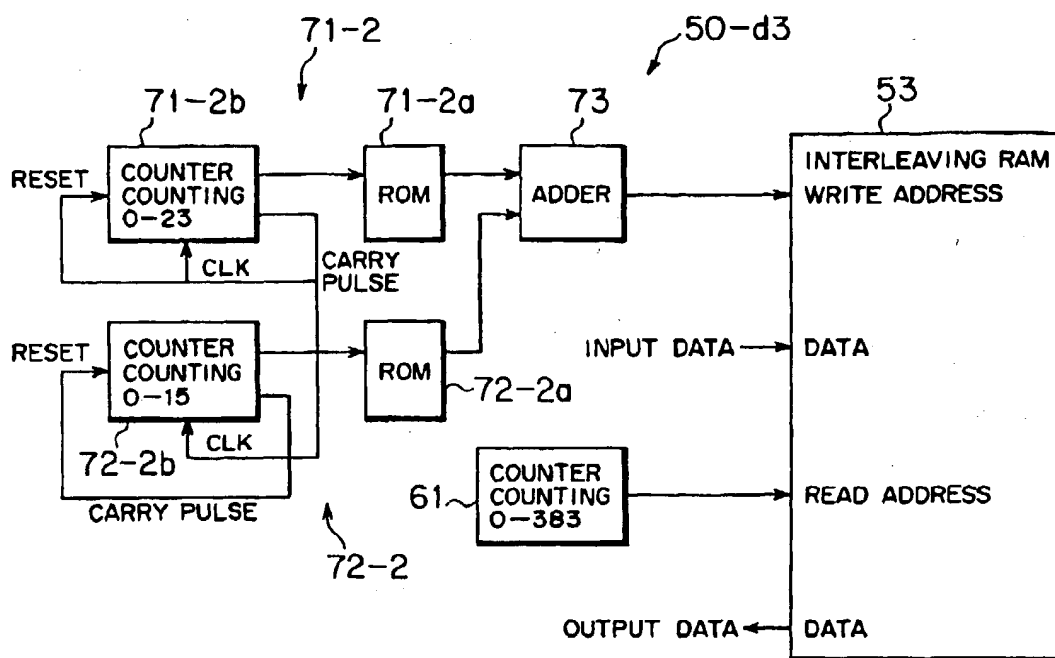 71-2
50-d3
71-2b
71-2a
73
53
RESET
COUNTER
COUNTING
0-23
ROM
ADDER
INTERLEAVING RAM
WRITE ADDRESS
CLK
CARRY
PULSE
RESET
COUNTER
COUNTING
0-15
ROM
INPUT DATA
DATA
72-2a
72-2b
CLK
CARRY PULSE
61
COUNTER
COUNTING
0-383
READ ADDRESS
72-2
OUTPUT DATA
DATA